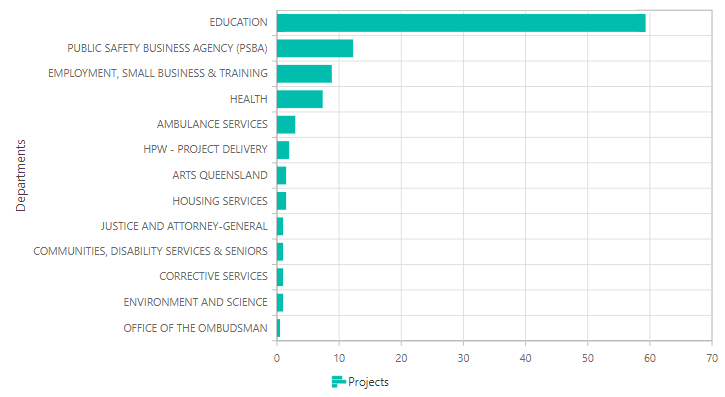 Departments
EDUCATION
PUBLIC SAFETY BUSINESS AGENCY (PSBA)
EMPLOYMENT, SMALL BUSINESS & TRAINING
HEALTH
AMBULANCE SERVICES
HPW - PROJECT DELIVERY
ARTS QUEENSLAND
HOUSING SERVICES
JUSTICE AND ATTORNEY-GENERAL
COMMUNITIES, DISABILITY SERVICES & SENIORS
CORRECTIVE SERVICES
ENVIRONMENT AND SCIENCE
OFFICE OF THE OMBUDSMAN
0 10 20 30 40 50 60 70
Projects